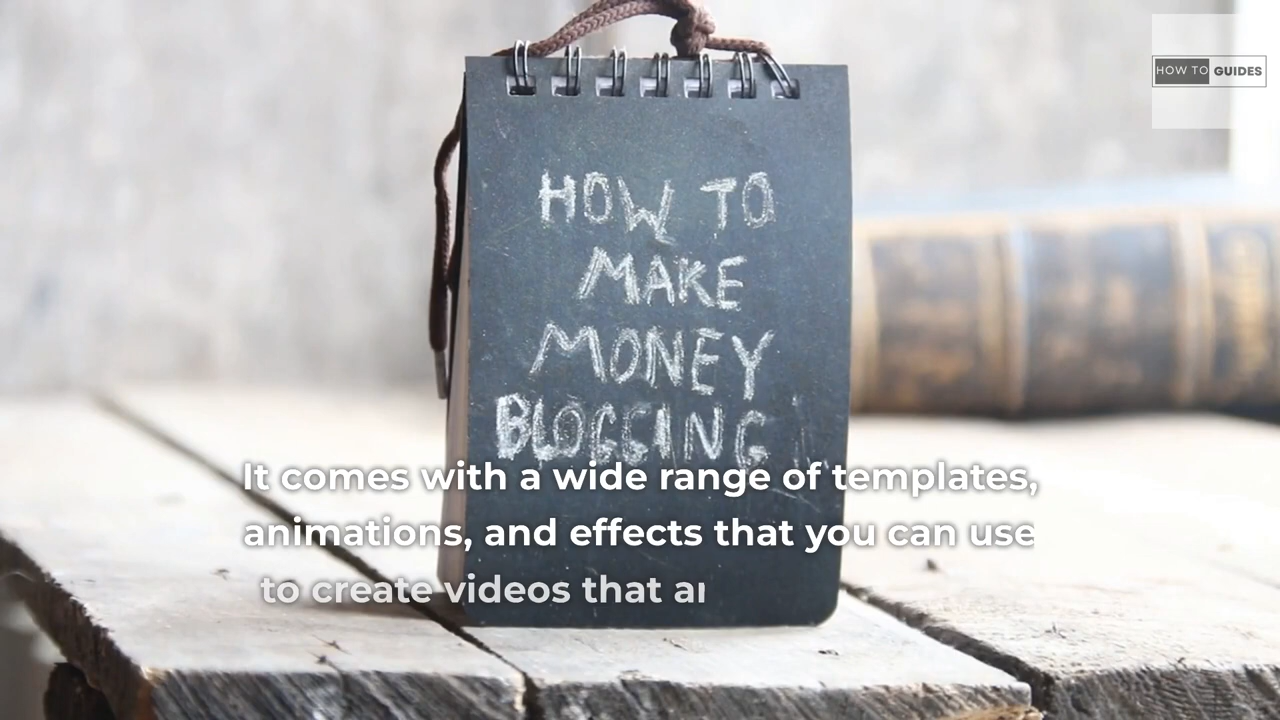 HOW TO GUIDES
HOW TO
MAKE
MONEY
BLOGGING
It comes with a wide range of templates,
animations, and effects that you can use
to create videos that